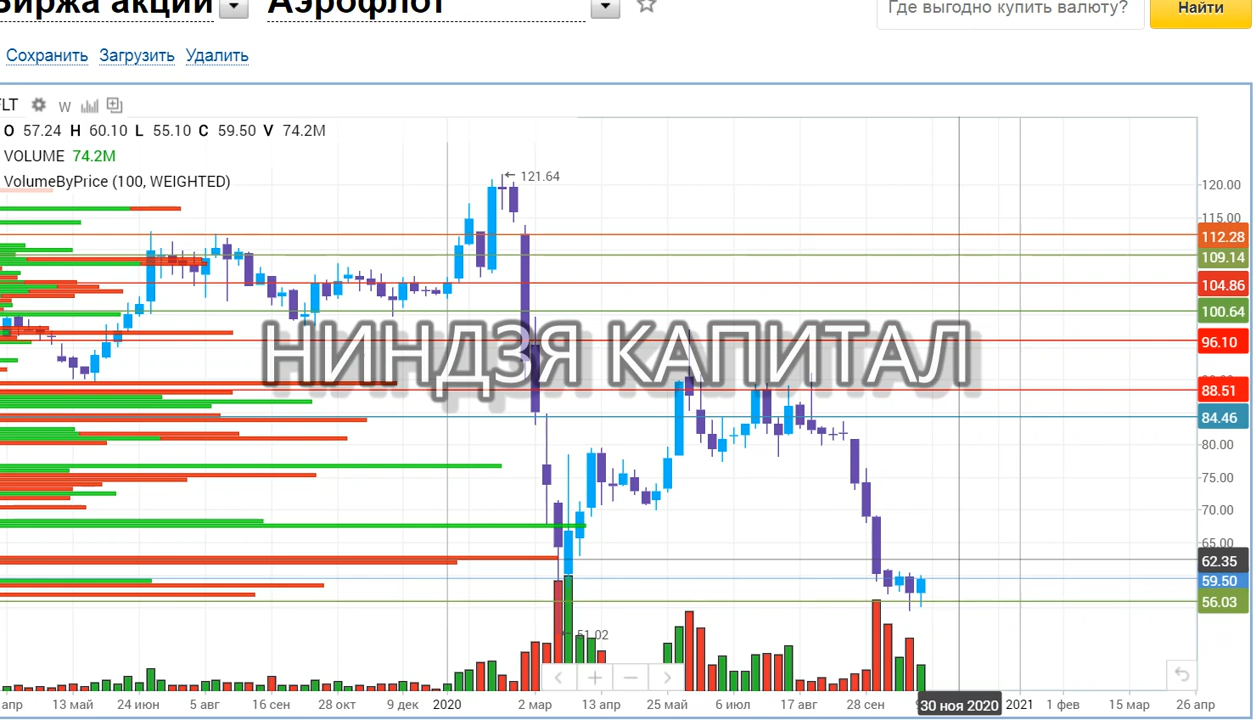 Биржа акций Аэрофлот Где выгодно купить валюту? Найти
Сохранить Загрузить Удалить
FLT W
O 57.24 H 60.10 L 55.10 C 59.50 V 74.2M
VOLUME 74.2M
VolumeByPrice (100, WEIGHTED)
121.64
120.00
115.00
112.28
109.14
104.86
100.64
96.10
НИНДЗЯ КАПИТАЛ
88.51
84.46
80.00
75.00
70.00
65.00
62.35
59.50
56.03
51.02
апр 13 май 24 июн 5 авг 16 сен 28 окт 9 дек 2020 2 мар 13 апр 25 май 6 июл 17 авг 28 сен 30 ноя 2020 2021 1 фев 15 мар 26 апр